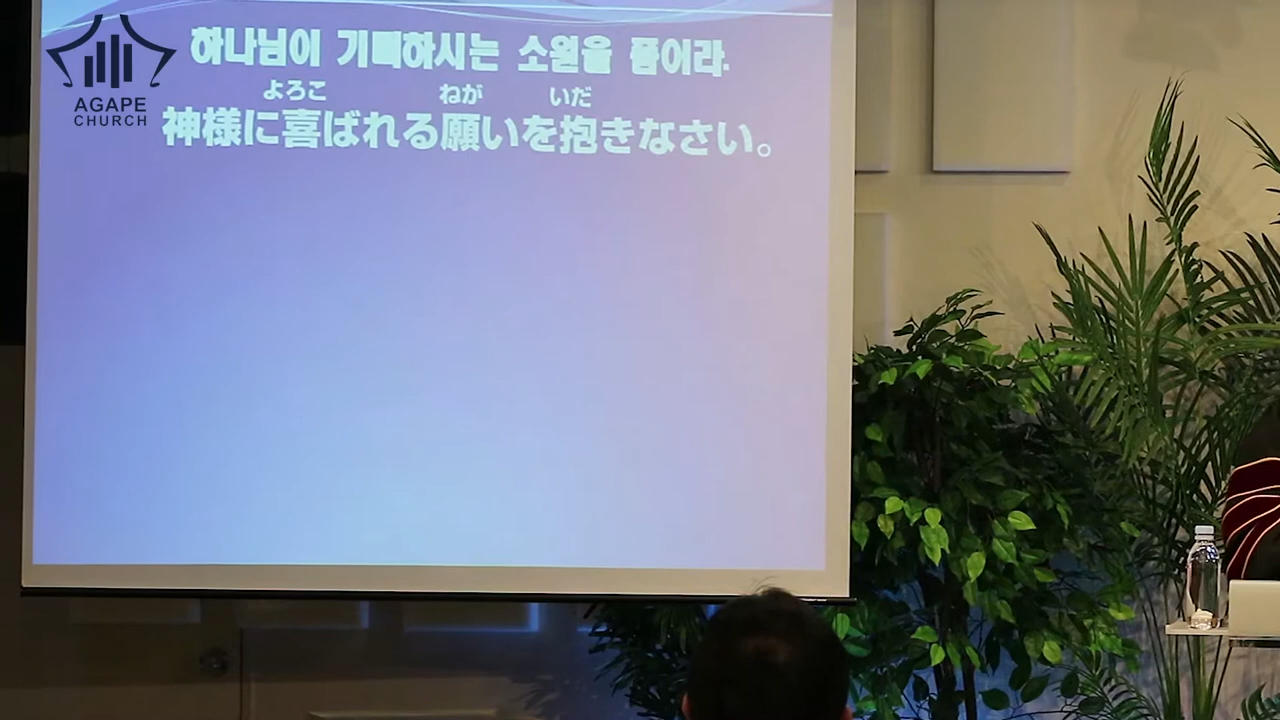 하나님이 기뻐하시는 소원을 품이라.
よろこ ねが いだ
神様に喜ばれる願いを抱きなさい。
AGAPE
CHURCH